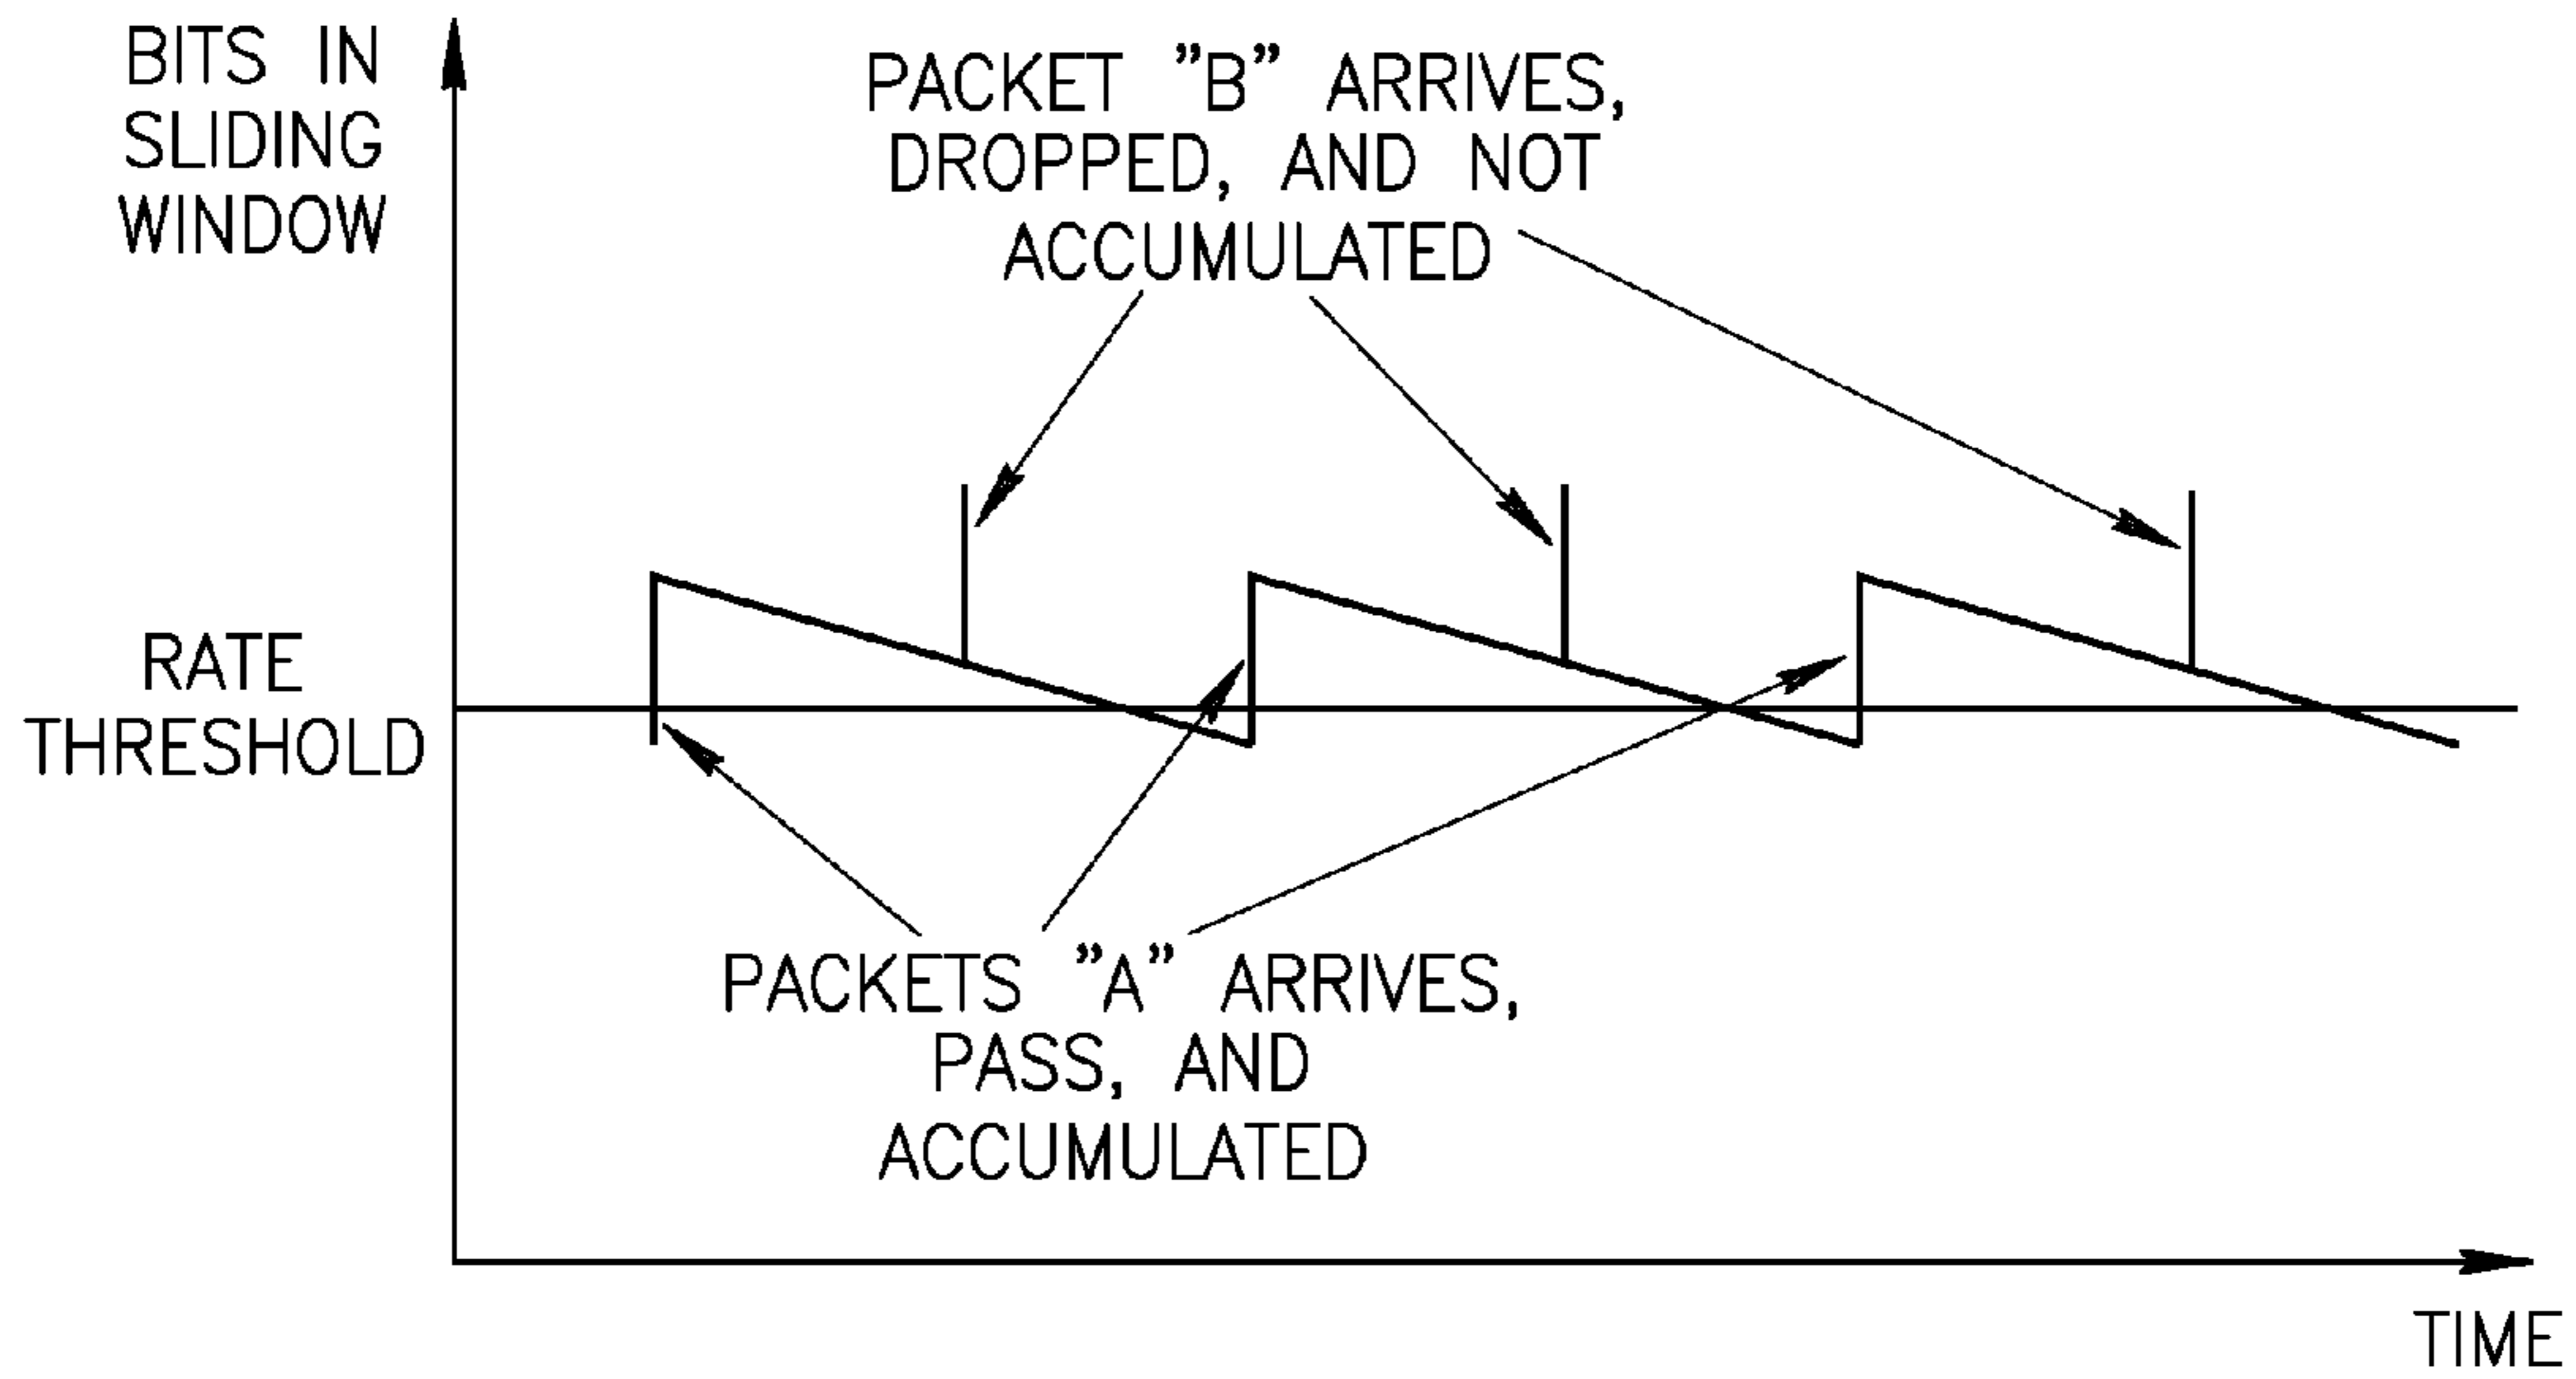 BITS IN
SLIDING
WINDOW
PACKET "B" ARRIVES,
DROPPED, AND NOT
ACCUMULATED
RATE
THRESHOLD
PACKETS "A" ARRIVES,
PASS, AND
ACCUMULATED
TIME